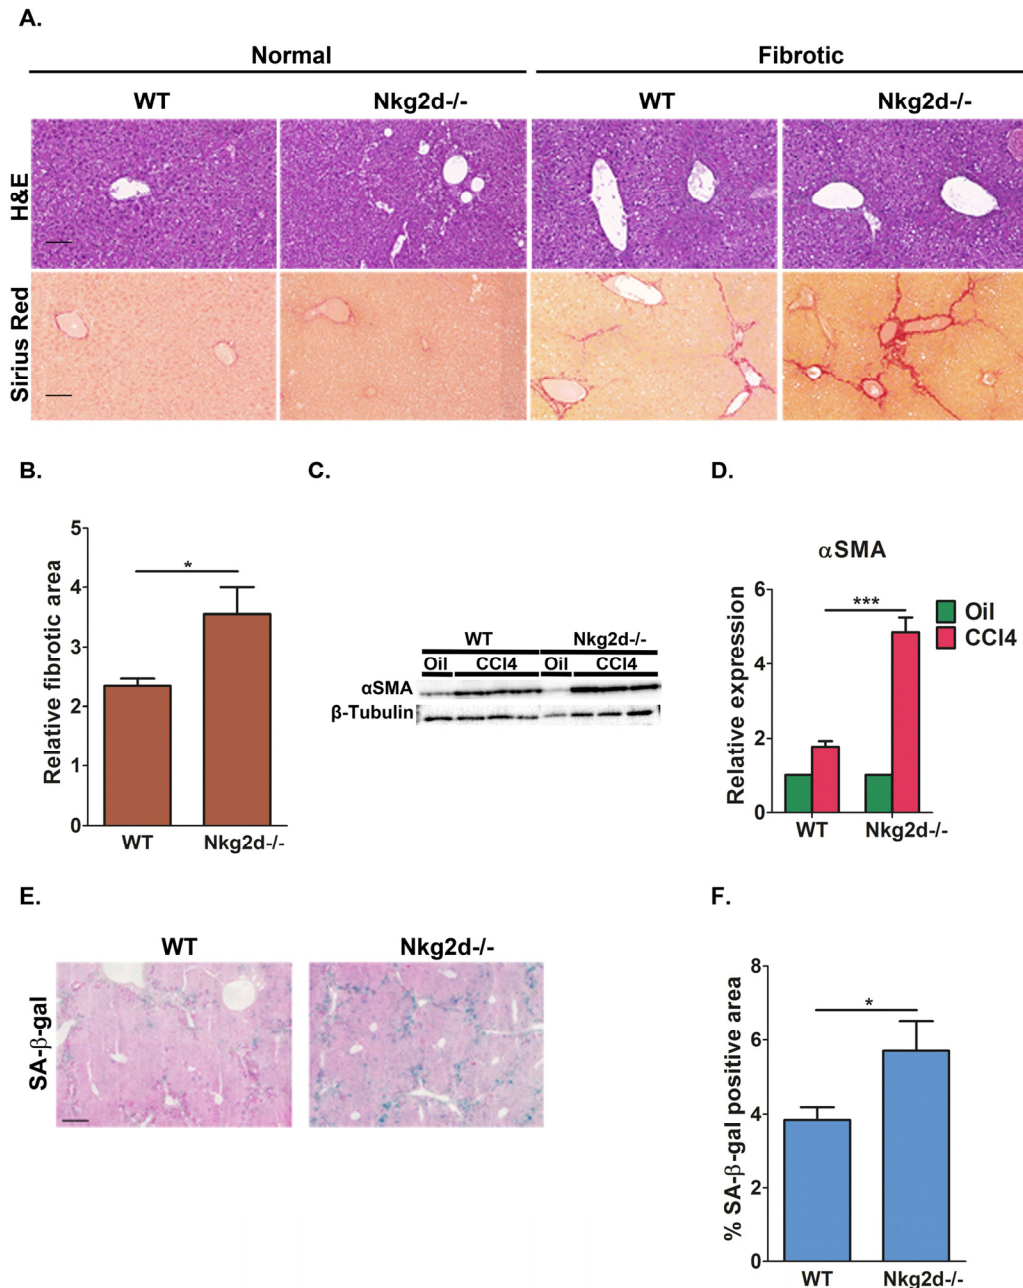 A.
Normal Fibrotic
WT Nkg2d-/- WT Nkg2d-/-
H&E
Sirius Red
B. C. D.
Relative fibrotic area
5
4
3
2
1
0
*
WT Nkg2d-/-
WT Nkg2d-/-
Oil CCl4 Oil CCl4
αSMA
β-Tubulin
αSMA
Relative expression
6
4
2
0
***
Oil
CCl4
WT Nkg2d-/-
E. F.
WT Nkg2d-/-
SA-β-gal
% SA-β-gal positive area
8
6
4
2
0
*
WT Nkg2d-/-